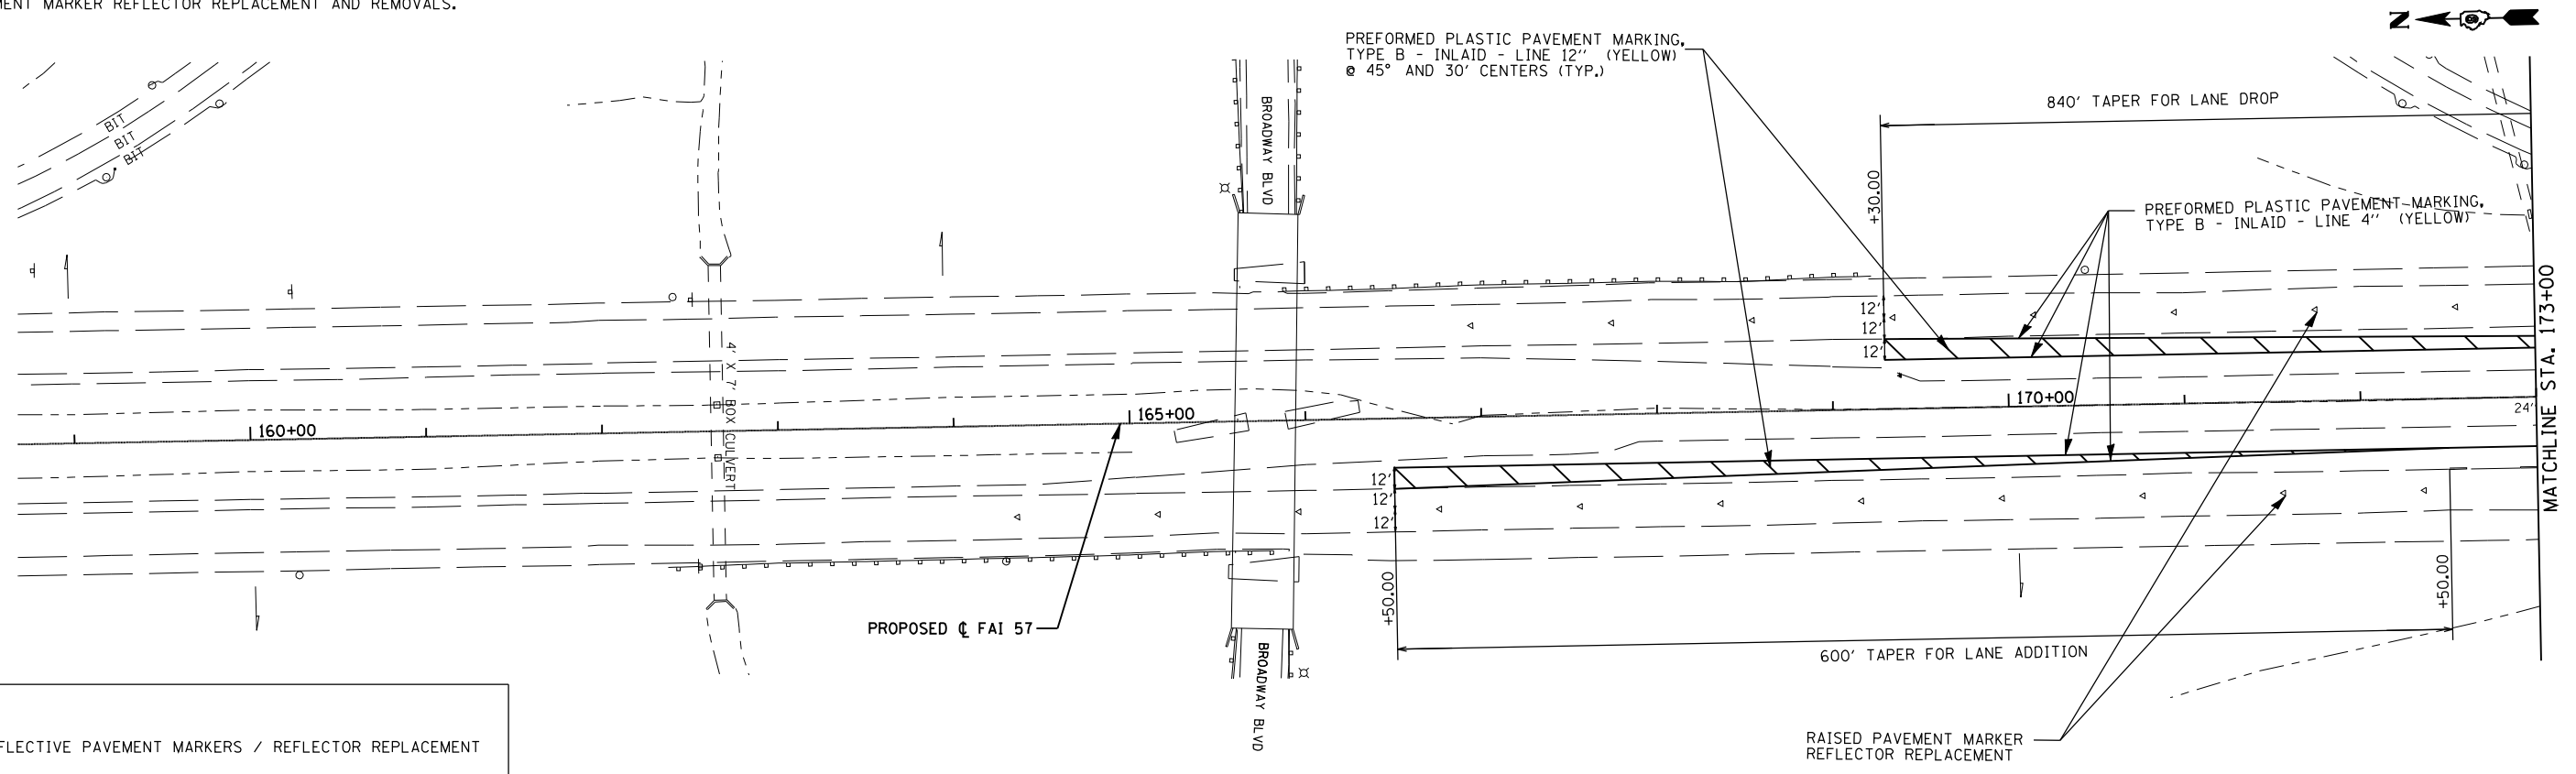 MENT MARKER REFLECTOR REPLACEMENT AND REMOVALS.
N
PREFORMED PLASTIC PAVEMENT MARKING,
TYPE B - INLAID - LINE 12'' (YELLOW)
@ 45° AND 30' CENTERS (TYP.)
840' TAPER FOR LANE DROP
BIT
BIT
BIT
BROADWAY BLVD
+30.00
PREFORMED PLASTIC PAVEMENT MARKING,
TYPE B - INLAID - LINE 4'' (YELLOW)
12'
12'
12'
4' X 7' BOX CULVERT
160+00
165+00
170+00
24'
MATCHLINE STA. 173+00
12'
12'
12'
+50.00
+50.00
PROPOSED ℄ FAI 57
600' TAPER FOR LANE ADDITION
BROADWAY BLVD
RAISED PAVEMENT MARKER
REFLECTOR REPLACEMENT
FLECTIVE PAVEMENT MARKERS / REFLECTOR REPLACEMENT